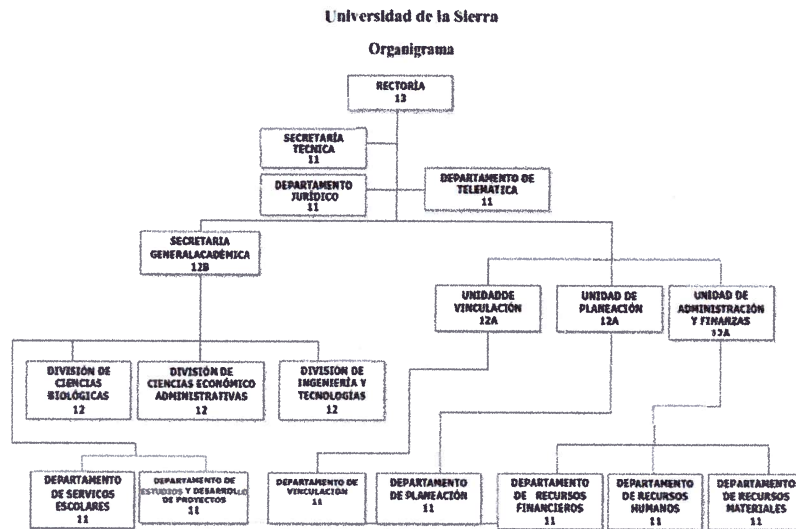 Universidad de la Sierra
Organigrama
RECTORÍA
13
SECRETARÍA
TECNICA
11
DEPARTAMENTO
JURÍDICO
11
DEPARTAMENTO DE
TELEMATICA
11
SECRETARIA
GENERALACADÉMICA
12B
UNIDADDE
VINCULACIÓN
12A
UNIDAD DE
PLANEACIÓN
12A
UNIDAD DE
ADMINISTRACIÓN
Y FINANZAS
12A
DIVISIÓN DE
CIENCIAS
BIOLÓGICAS
12
DIVISIÓN DE
CIENCIAS ECONÓMICO
ADMINISTRATIVAS
12
DIVISIÓN DE
INGENIERÍA Y
TECNOLOGÍAS
12
DEPARTAMENTO
DE SERVICOS
ESCOLARES
11
DEPARTAMENTO DE
ESTUDIOS Y DESARROLLO
DE PROYECTOS
11
DEPARTAMENTO DE
VINCULACION
11
DEPARTAMENTO
DE PLANEACIÓN
11
DEPARTAMENTO
DE RECURSOS
FINANCIEROS
11
DEPARTAMENTO
DE RECURSOS
HUMANOS
11
DEPARTAMENTO
DE RECURSOS
MATERIALES
11